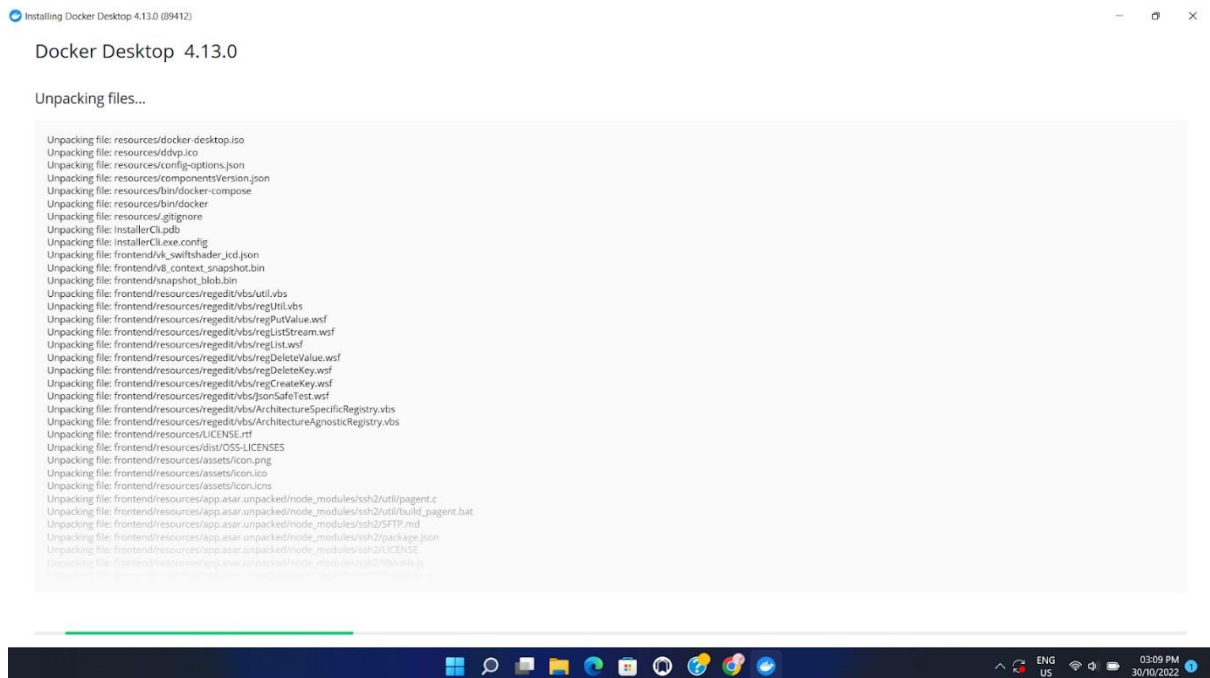 Installing Docker Desktop 4.13.0 (89412)
Docker Desktop 4.13.0
Unpacking files...
Unpacking file: resources/docker-desktop.iso
Unpacking file: resources/ddvp.ico
Unpacking file: resources/config-options.json
Unpacking file: resources/componentsVersion.json
Unpacking file: resources/bin/docker-compose
Unpacking file: resources/bin/docker
Unpacking file: resources/.gitignore
Unpacking file: InstallerCli.pdb
Unpacking file: InstallerCli.exe.config
Unpacking file: frontend/vk_swiftshader_icd.json
Unpacking file: frontend/v8_context_snapshot.bin
Unpacking file: frontend/snapshot_blob.bin
Unpacking file: frontend/resources/regedit/vbs/util.vbs
Unpacking file: frontend/resources/regedit/vbs/regUtil.vbs
Unpacking file: frontend/resources/regedit/vbs/regPutValue.wsf
Unpacking file: frontend/resources/regedit/vbs/regListStream.wsf
Unpacking file: frontend/resources/regedit/vbs/regList.wsf
Unpacking file: frontend/resources/regedit/vbs/regDeleteValue.wsf
Unpacking file: frontend/resources/regedit/vbs/regDeleteKey.wsf
Unpacking file: frontend/resources/regedit/vbs/regCreateKey.wsf
Unpacking file: frontend/resources/regedit/vbs/JsonSafeTest.wsf
Unpacking file: frontend/resources/regedit/vbs/ArchitectureSpecificRegistry.vbs
Unpacking file: frontend/resources/regedit/vbs/ArchitectureAgnosticRegistry.vbs
Unpacking file: frontend/resources/LICENSE.rtf
Unpacking file: frontend/resources/dist/OSS-LICENSES
Unpacking file: frontend/resources/assets/icon.png
Unpacking file: frontend/resources/assets/icon.ico
Unpacking file: frontend/resources/assets/icon.icns
Unpacking file: frontend/resources/app.asar.unpacked/node_modules/ssh2/util/pagent.c
Unpacking file: frontend/resources/app.asar.unpacked/node_modules/ssh2/util/build_pagent.bat
Unpacking file: frontend/resources/app.asar.unpacked/node_modules/ssh2/SFTP.md
Unpacking file: frontend/resources/app.asar.unpacked/node_modules/ssh2/package.json
Unpacking file: frontend/resources/app.asar.unpacked/node_modules/ssh2/LICENSE
Unpacking file: frontend/resources/app.asar.unpacked/node_modules/ssh2/lib/utils.js
ENG
US
03:09 PM
30/10/2022
1